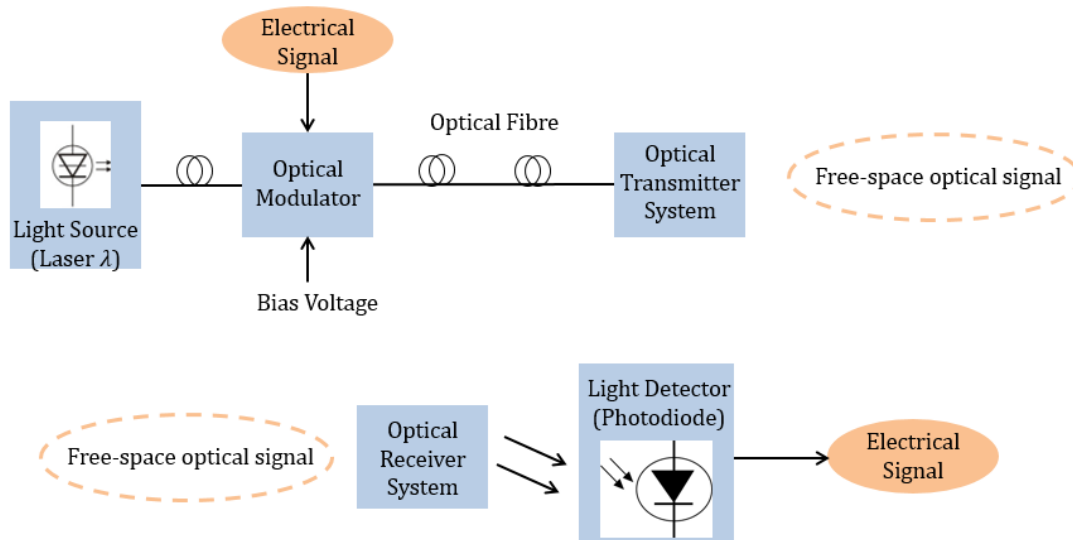 Electrical
Signal
Optical Fibre
Optical
Modulator
Optical
Transmitter
System
Free-space optical signal
Light Source
(Laser λ)
Bias Voltage
Light Detector
(Photodiode)
Free-space optical signal
Optical
Receiver
System
Electrical
Signal